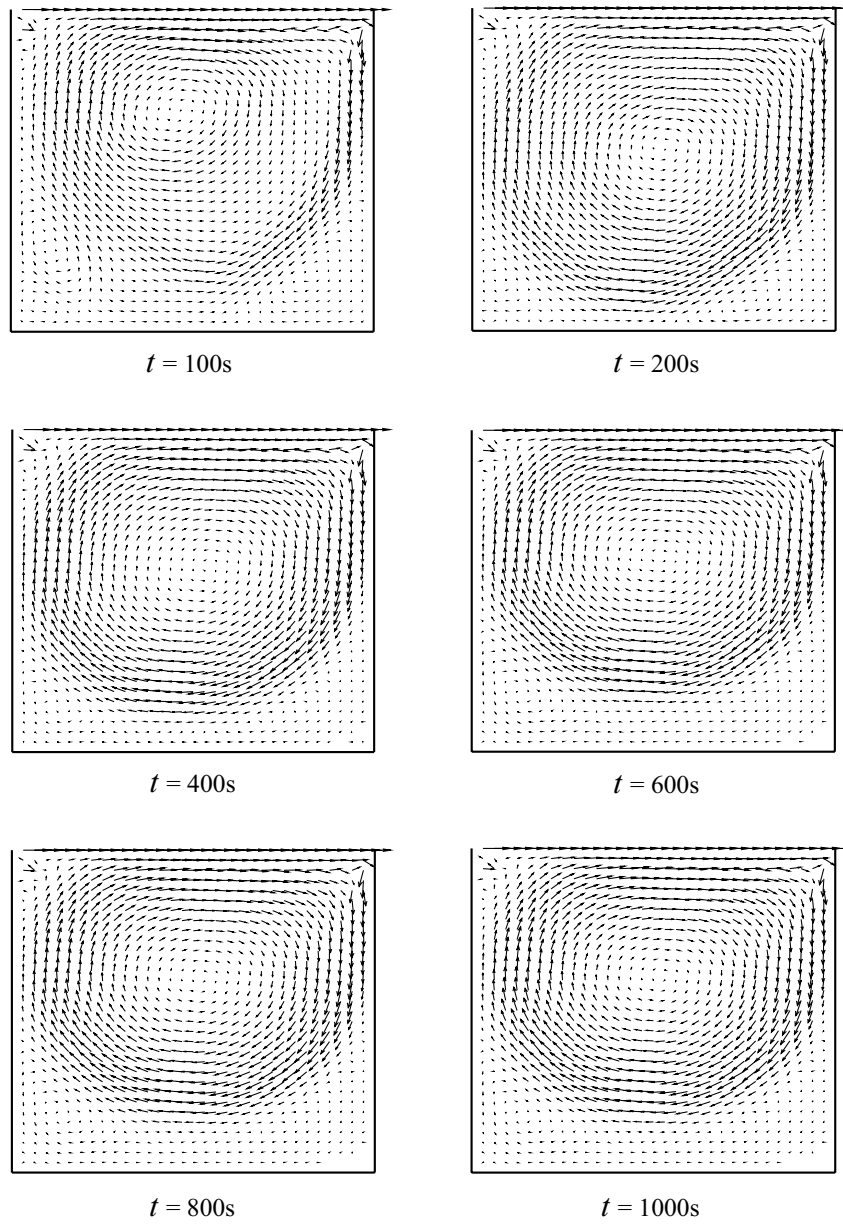 t = 100s
t = 200s
t = 400s
t = 600s
t = 800s
t = 1000s